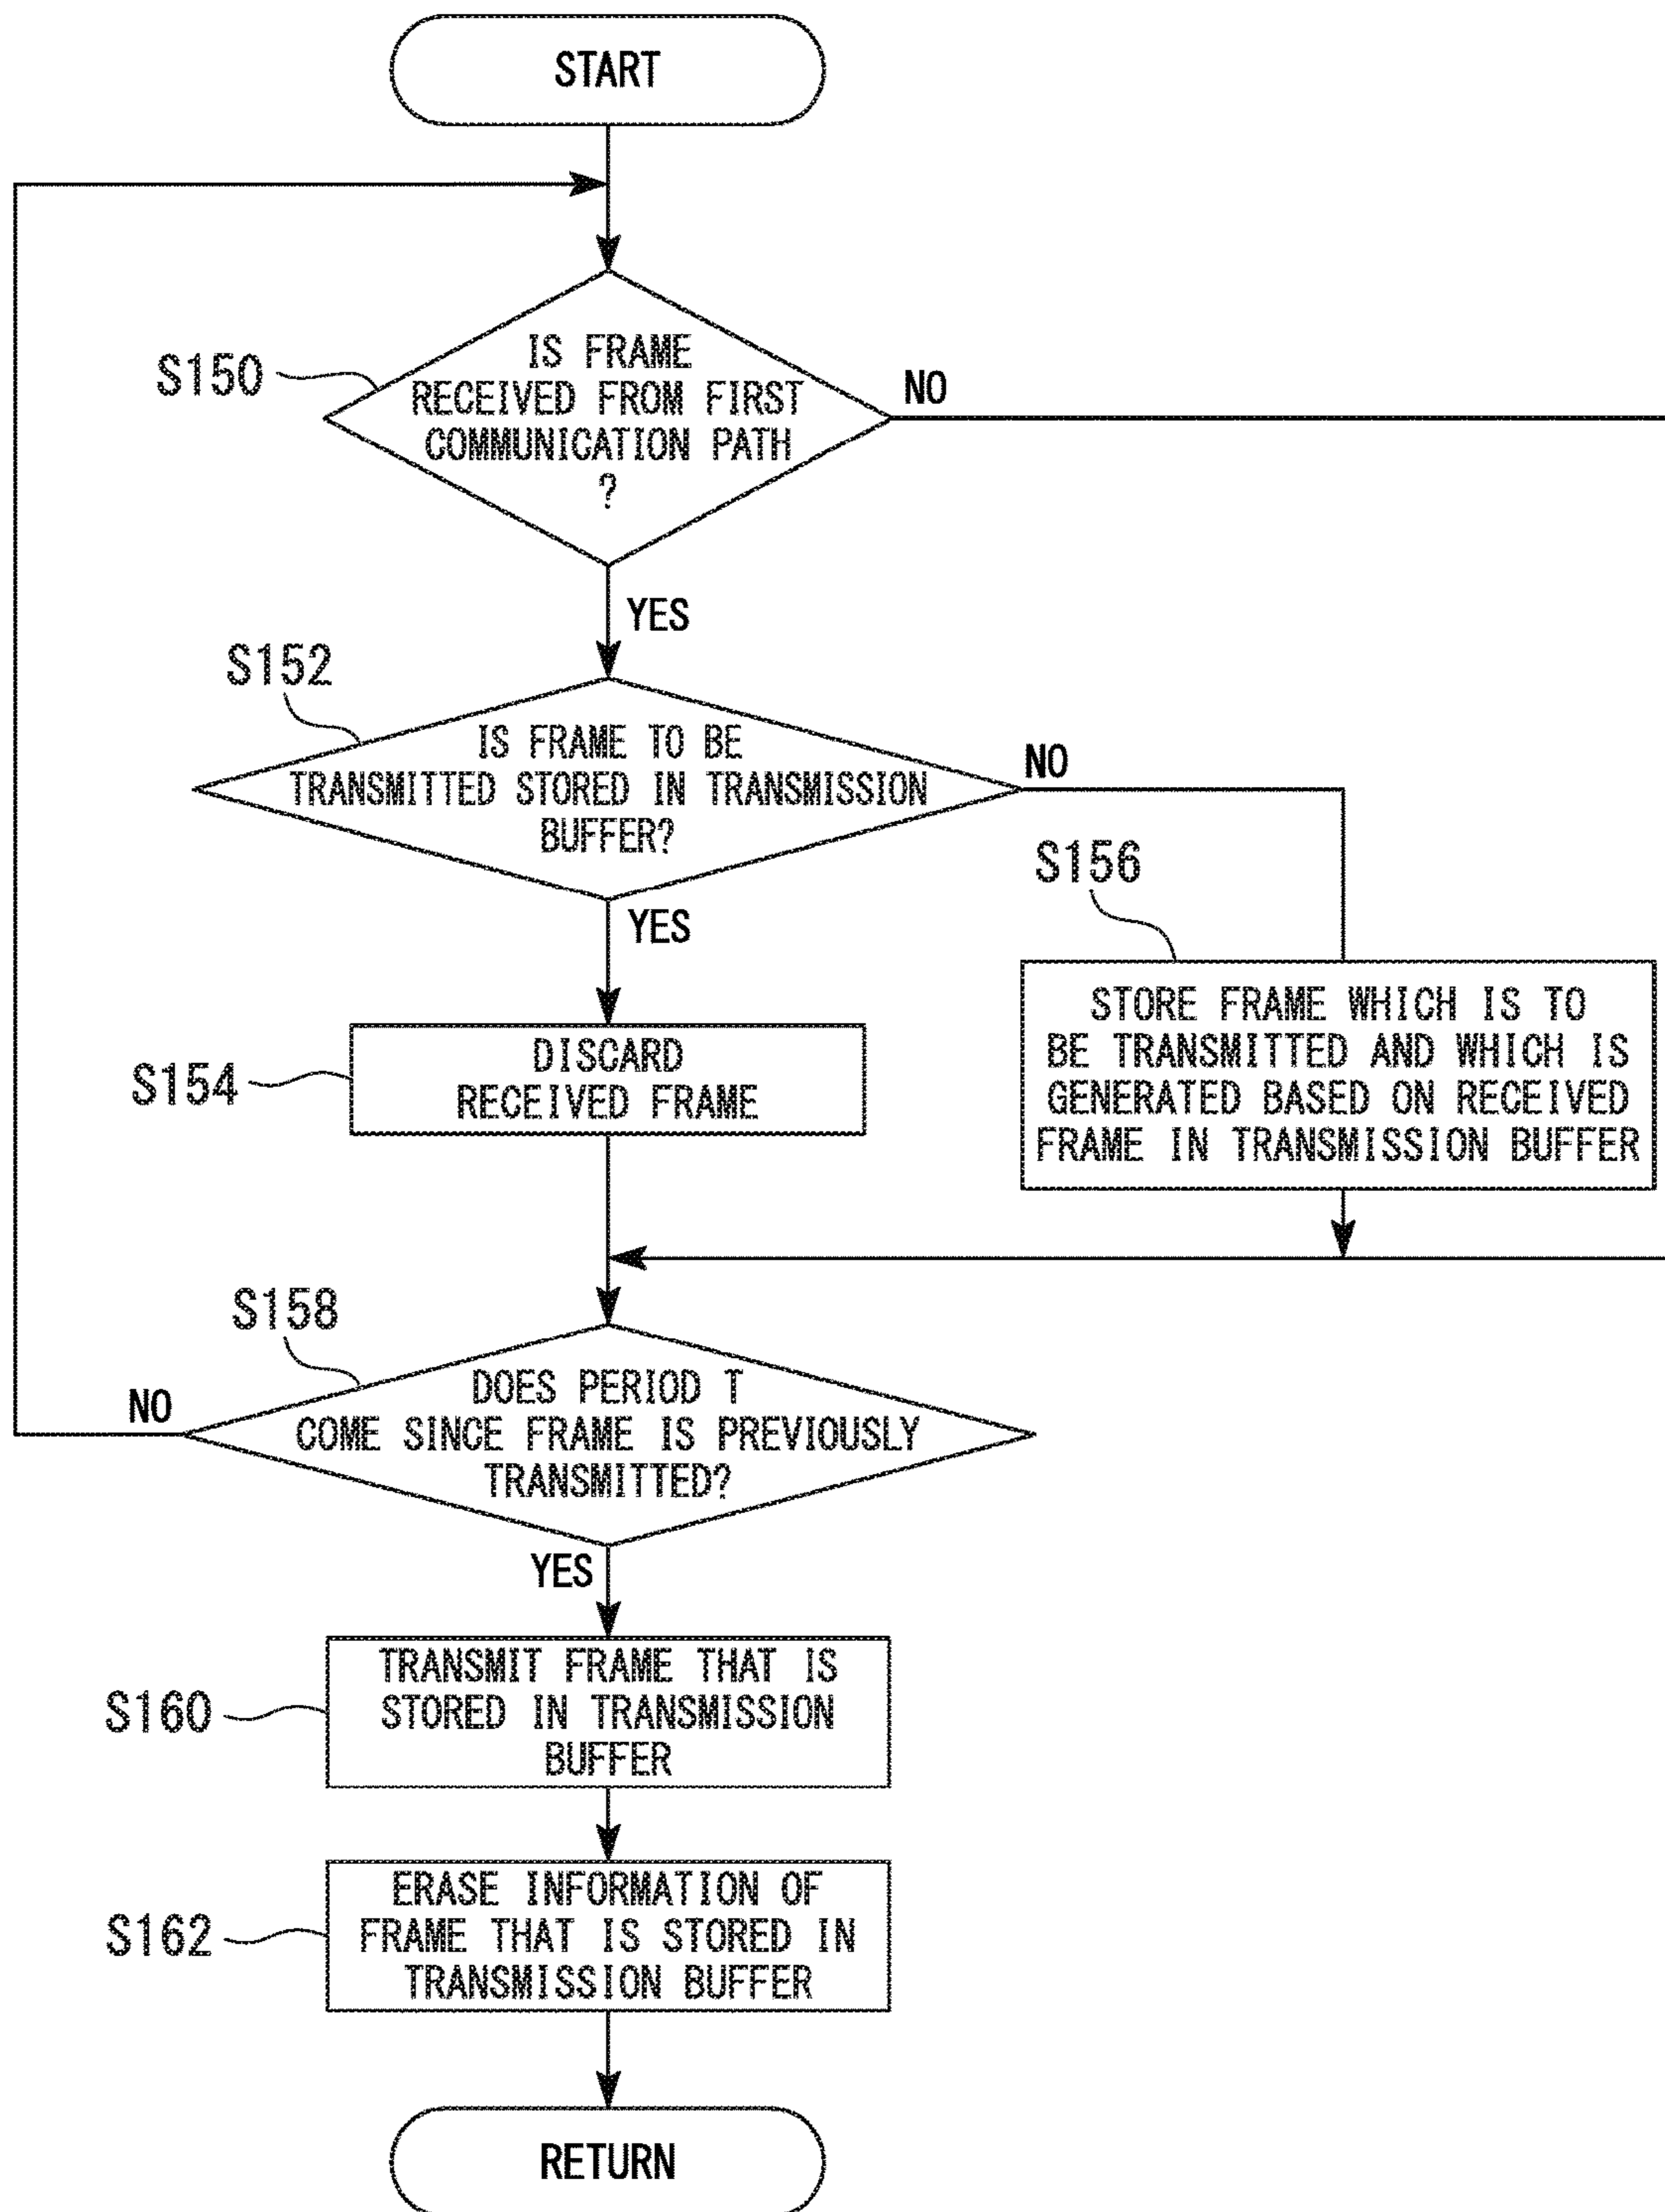 START
S150
IS FRAME
RECEIVED FROM FIRST
COMMUNICATION PATH
?
NO
YES
S152
IS FRAME TO BE
TRANSMITTED STORED IN TRANSMISSION
BUFFER?
NO
YES
S156
STORE FRAME WHICH IS TO
BE TRANSMITTED AND WHICH IS
GENERATED BASED ON RECEIVED
FRAME IN TRANSMISSION BUFFER
S154
DISCARD
RECEIVED FRAME
S158
DOES PERIOD T
COME SINCE FRAME IS PREVIOUSLY
TRANSMITTED?
NO
YES
S160
TRANSMIT FRAME THAT IS
STORED IN TRANSMISSION
BUFFER
S162
ERASE INFORMATION OF
FRAME THAT IS STORED IN
TRANSMISSION BUFFER
RETURN